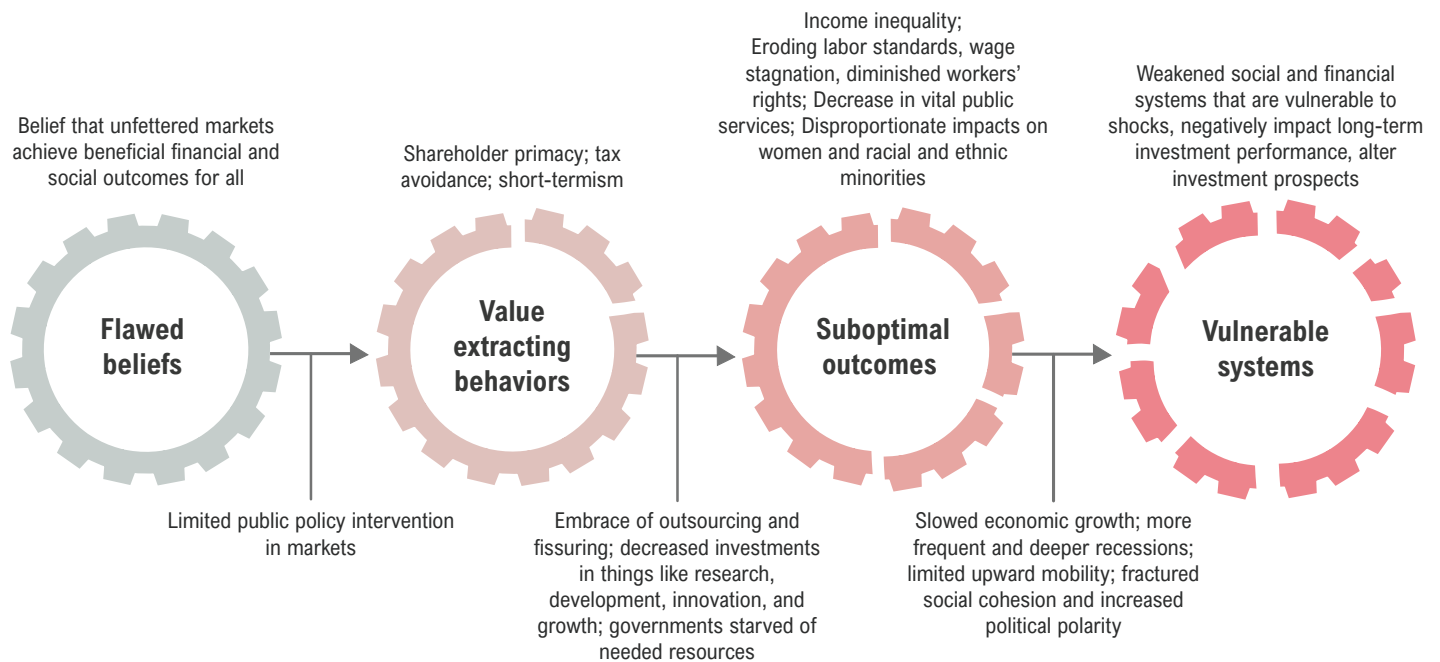 Belief that unfettered markets
achieve beneficial financial and
social outcomes for all
Flawed
beliefs
Limited public policy intervention
in markets
Shareholder primacy; tax
avoidance; short-termism
Value
extracting
behaviors
Embrace of outsourcing and
fissuring; decreased investments
in things like research,
development, innovation, and
growth; governments starved of
needed resources
Income inequality;
Eroding labor standards, wage
stagnation, diminished workers’
rights; Decrease in vital public
services; Disproportionate impacts on
women and racial and ethnic
minorities
Suboptimal
outcomes
Slowed economic growth; more
frequent and deeper recessions;
limited upward mobility; fractured
social cohesion and increased
political polarity
Weakened social and financial
systems that are vulnerable to
shocks, negatively impact long-term
investment performance, alter
investment prospects
Vulnerable
systems